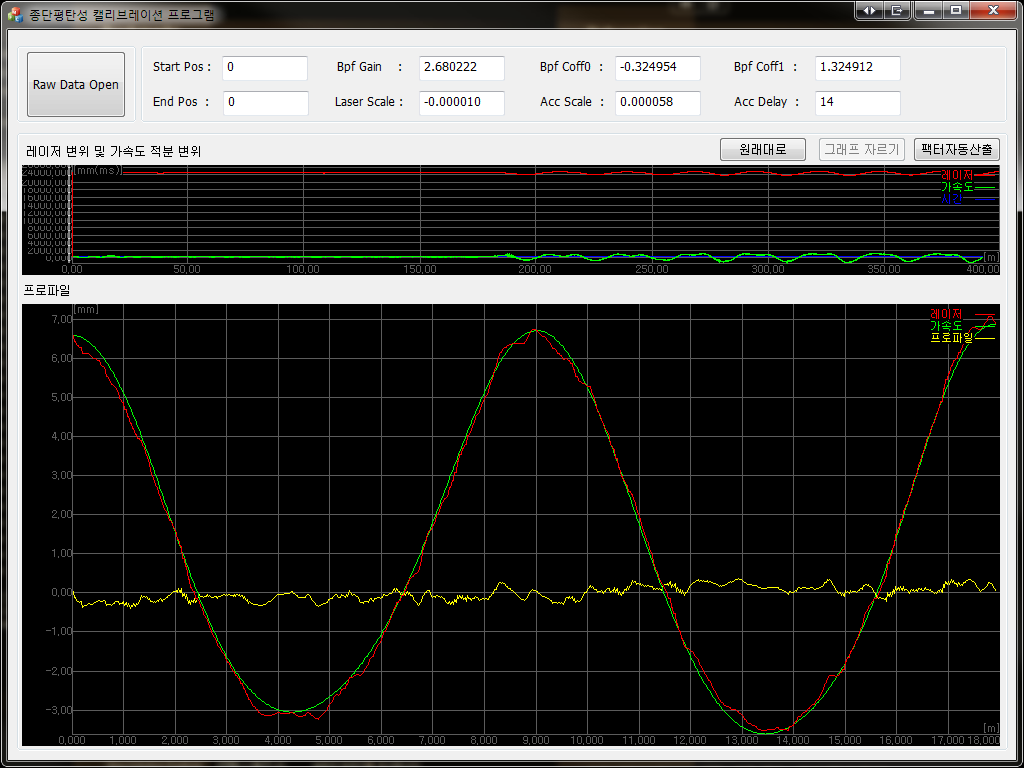 종단평탄성 캘리브레이션 프로그램
Raw Data Open
Start Pos : 0 Bpf Gain : 2.680222 Bpf Coff0 : -0.324954 Bpf Coff1 : 1.324912
End Pos : 0 Laser Scale : -0.000010 Acc Scale : 0.000058 Acc Delay : 14
레이저 변위 및 가속도 적분 변위
원래대로 그래프 자르기 팩터자동산출
[mm(ms)]
24000,00
레이저
20000,00
가속도
시간
18000,00
16000,00
14000,00
12000,00
10000,00
8000,00
6000,00
4000,00
2000,00
0,00
[m]
0,00 50,00 100,00 150,00 200,00 250,00 300,00 350,00 400,00
프로파일
[mm]
레이저
가속도
프로파일
7,00
6,00
5,00
4,00
3,00
2,00
1,00
0,00
-1,00
-2,00
-3,00
[m]
0,000 1,000 2,000 3,000 4,000 5,000 6,000 7,000 8,000 9,000 10,000 11,000 12,000 13,000 14,000 15,000 16,000 17,000 18,000